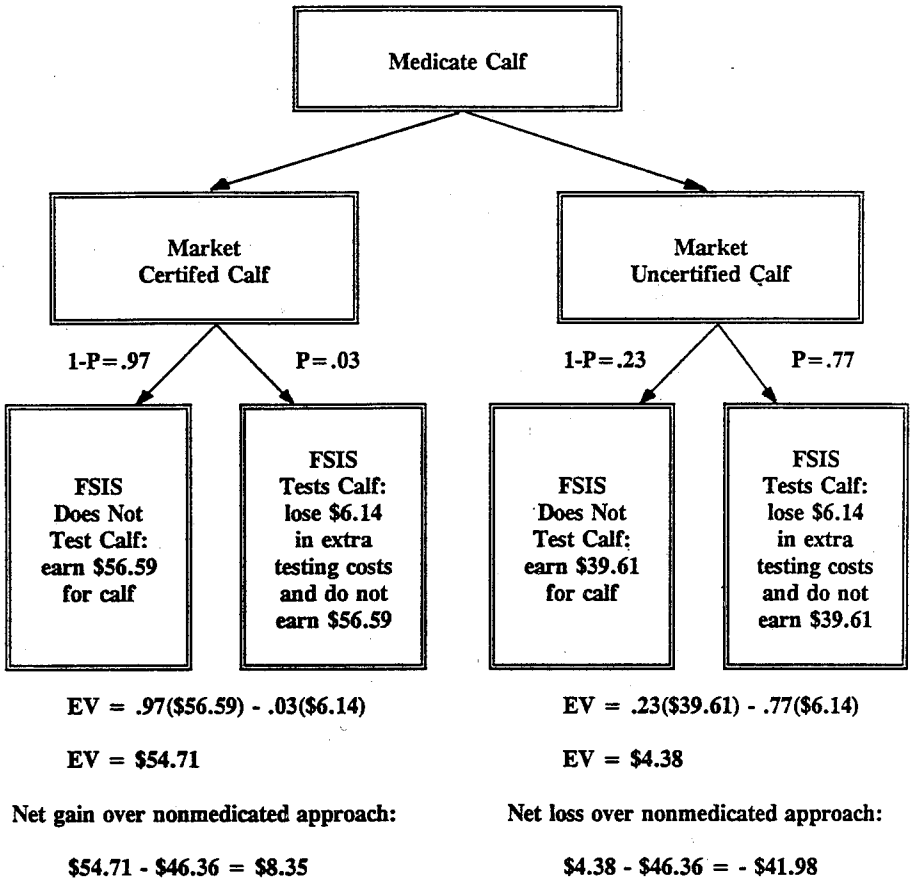 Medicate Calf
Market
Certifed Calf
Market
Uncertified Calf
1-P=.97
P=.03
1-P=.23
P=.77
FSIS
Does Not
Test Calf:
earn $56.59
for calf
FSIS
Tests Calf:
lose $6.14
in extra
testing costs
and do not
earn $56.59
FSIS
Does Not
Test Calf:
earn $39.61
for calf
FSIS
Tests Calf:
lose $6.14
in extra
testing costs
and do not
earn $39.61
EV = .97($56.59) - .03($6.14)
EV = $54.71
Net gain over nonmedicated approach:
$54.71 - $46.36 = $8.35
EV = .23($39.61) - .77($6.14)
EV = $4.38
Net loss over nonmedicated approach:
$4.38 - $46.36 = - $41.98